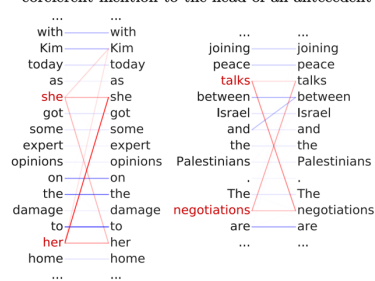 coreferent mention to the head of an antecedent
... ...
with with
Kim Kim
today today
as as
she she
got got
some some
expert expert
opinions opinions
on on
the the
damage damage
to to
her her
home home
... ...
... ...
joining joining
peace peace
talks talks
between between
Israel Israel
and and
the the
Palestinians Palestinians
. .
The The
negotiations negotiations
are are
... ...